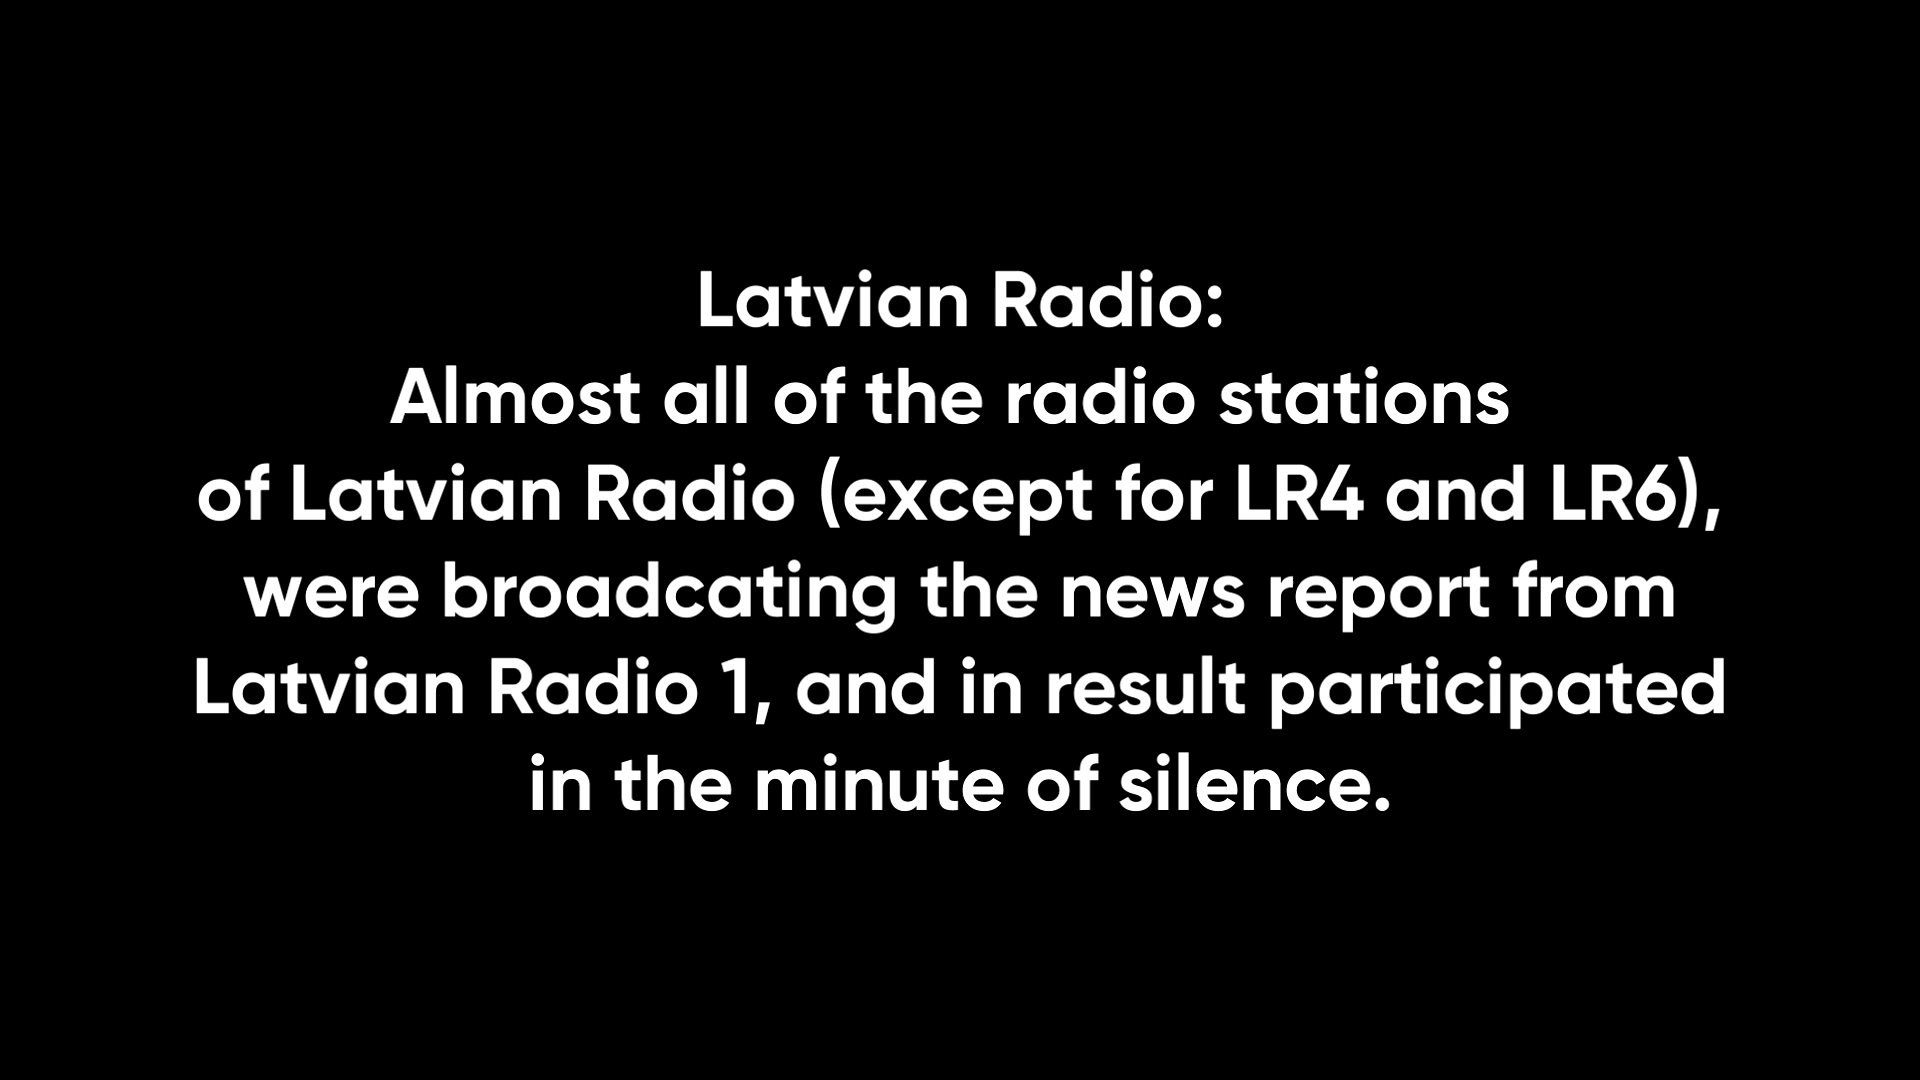 Latvian Radio:
Almost all of the radio stations
of Latvian Radio (except for LR4 and LR6),
were broadcating the news report from
Latvian Radio 1, and in result participated
in the minute of silence.